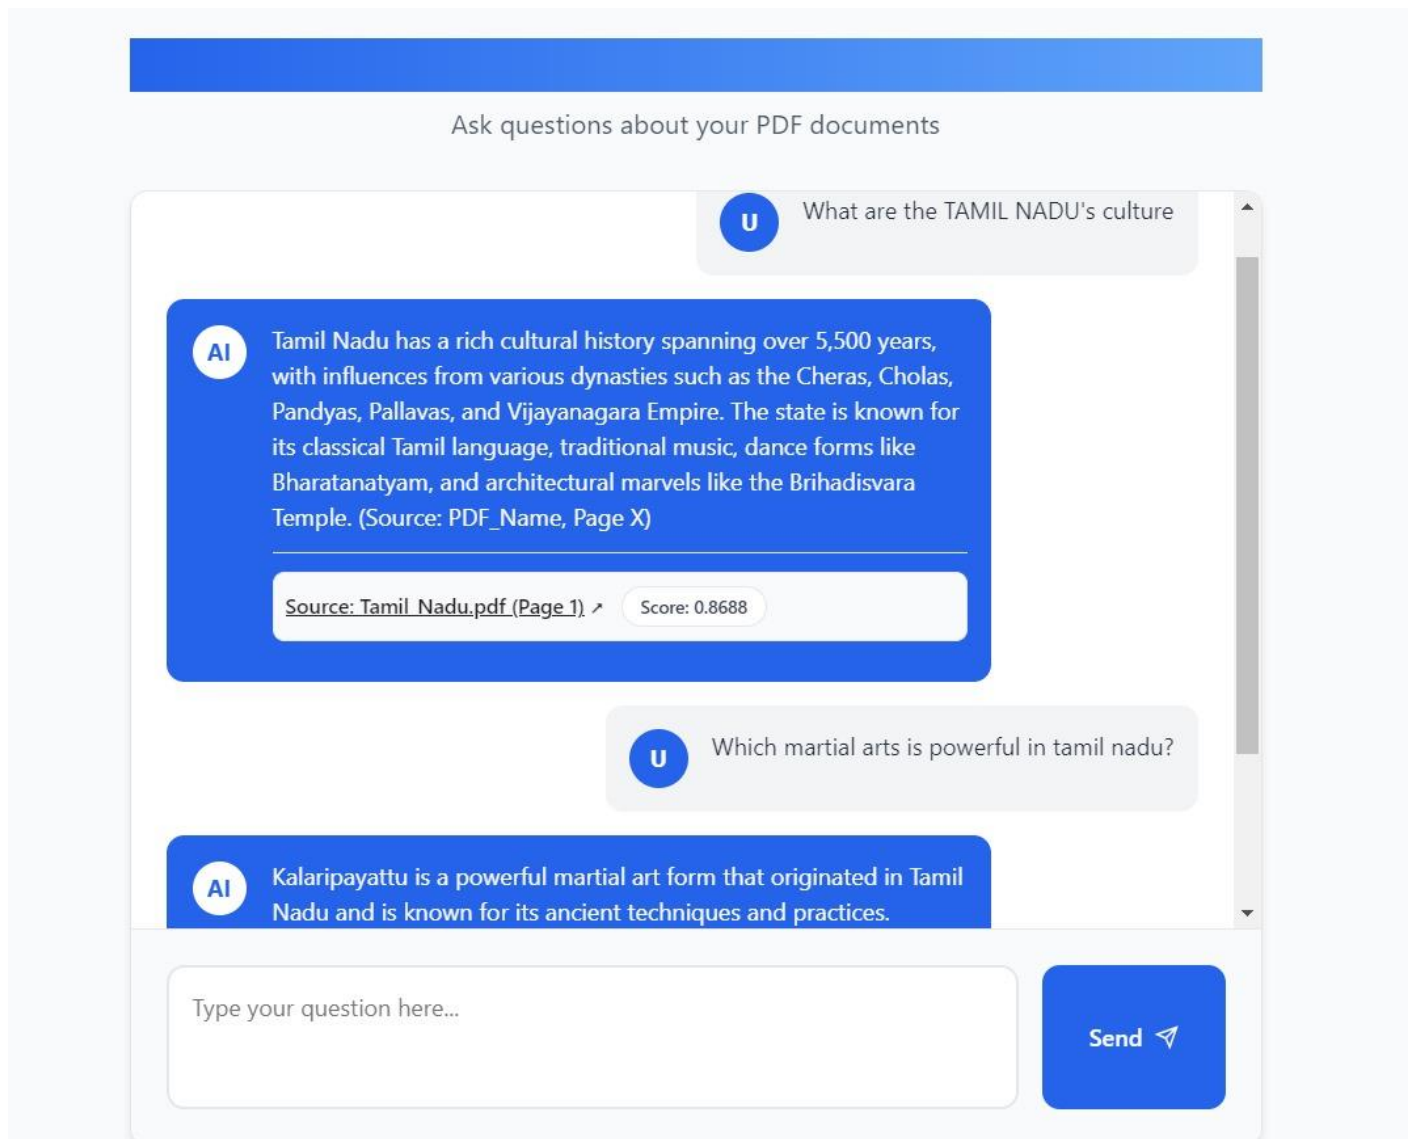 Ask questions about your PDF documents
U
What are the TAMIL NADU's culture
AI
Tamil Nadu has a rich cultural history spanning over 5,500 years,
with influences from various dynasties such as the Cheras, Cholas,
Pandyas, Pallavas, and Vijayanagara Empire. The state is known for
its classical Tamil language, traditional music, dance forms like
Bharatanatyam, and architectural marvels like the Brihadisvara
Temple. (Source: PDF_Name, Page X)
Source: Tamil_Nadu.pdf (Page 1) ↗ Score: 0.8688
U
Which martial arts is powerful in tamil nadu?
AI
Kalaripayattu is a powerful martial art form that originated in Tamil
Nadu and is known for its ancient techniques and practices.
Type your question here...
Send